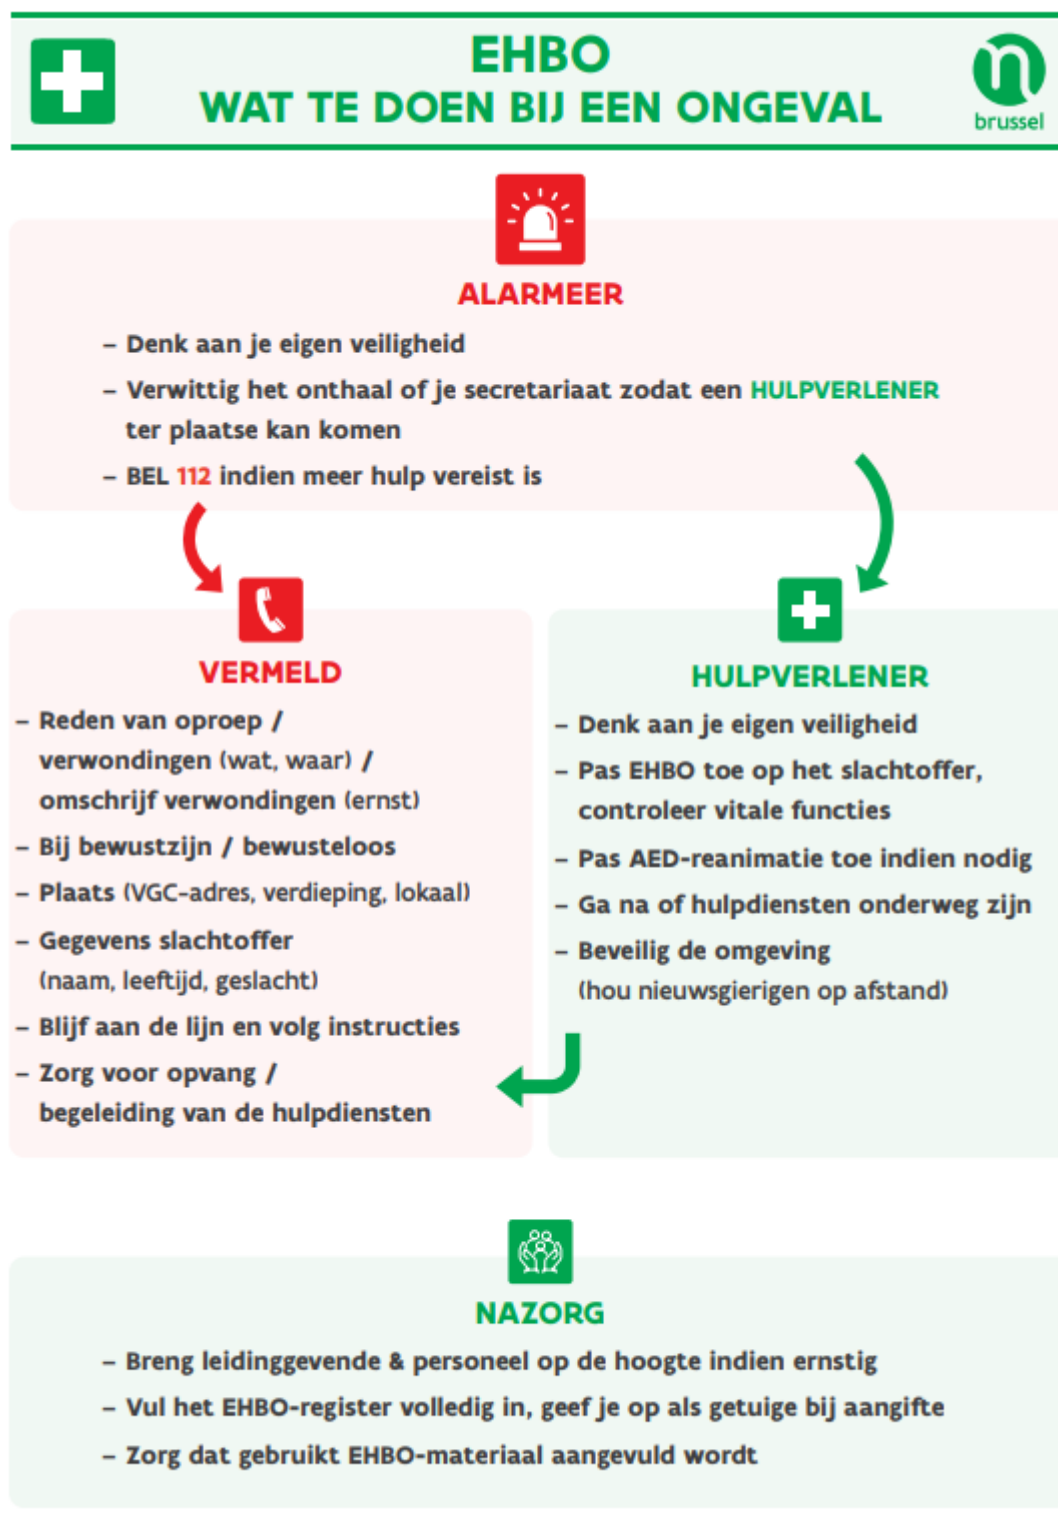 EHBO
WAT TE DOEN BIJ EEN ONGEVAL
n
brussel
ALARMEER
– Denk aan je eigen veiligheid
– Verwittig het onthaal of je secretariaat zodat een HULPVERLENER
ter plaatse kan komen
– BEL 112 indien meer hulp vereist is
VERMELD
– Reden van oproep /
verwondingen (wat, waar) /
omschrijf verwondingen (ernst)
– Bij bewustzijn / bewusteloos
– Plaats (VGC-adres, verdieping, lokaal)
– Gegevens slachtoffer
(naam, leeftijd, geslacht)
– Blijf aan de lijn en volg instructies
– Zorg voor opvang /
begeleiding van de hulpdiensten
HULPVERLENER
– Denk aan je eigen veiligheid
– Pas EHBO toe op het slachtoffer,
controleer vitale functies
– Pas AED-reanimatie toe indien nodig
– Ga na of hulpdiensten onderweg zijn
– Beveilig de omgeving
(hou nieuwsgierigen op afstand)
NAZORG
– Breng leidinggevende & personeel op de hoogte indien ernstig
– Vul het EHBO-register volledig in, geef je op als getuige bij aangifte
– Zorg dat gebruikt EHBO-materiaal aangevuld wordt